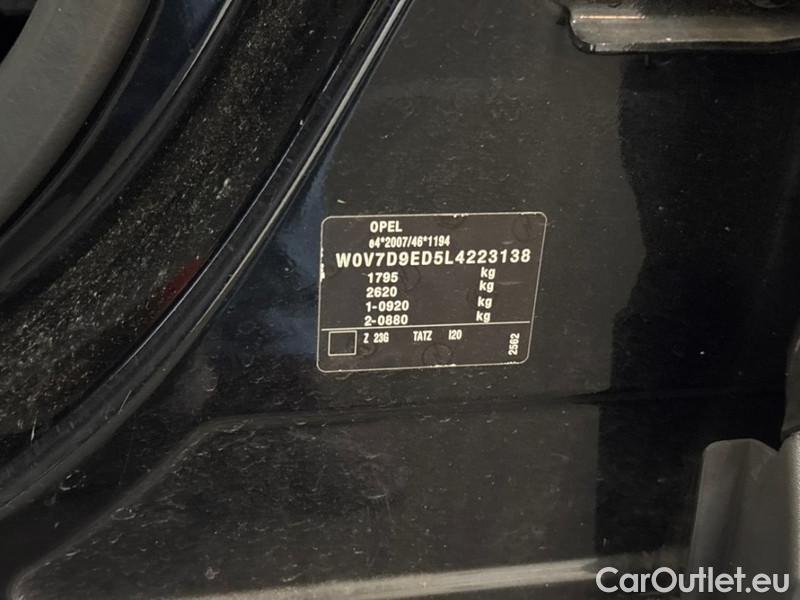 OPEL
e4*2007/46*1194
W0V7D9ED5L4223138
1795 kg
2620 kg
1-0920 kg
2-0880 kg
Z 23G TATZ I20
2562
CarOutlet.eu